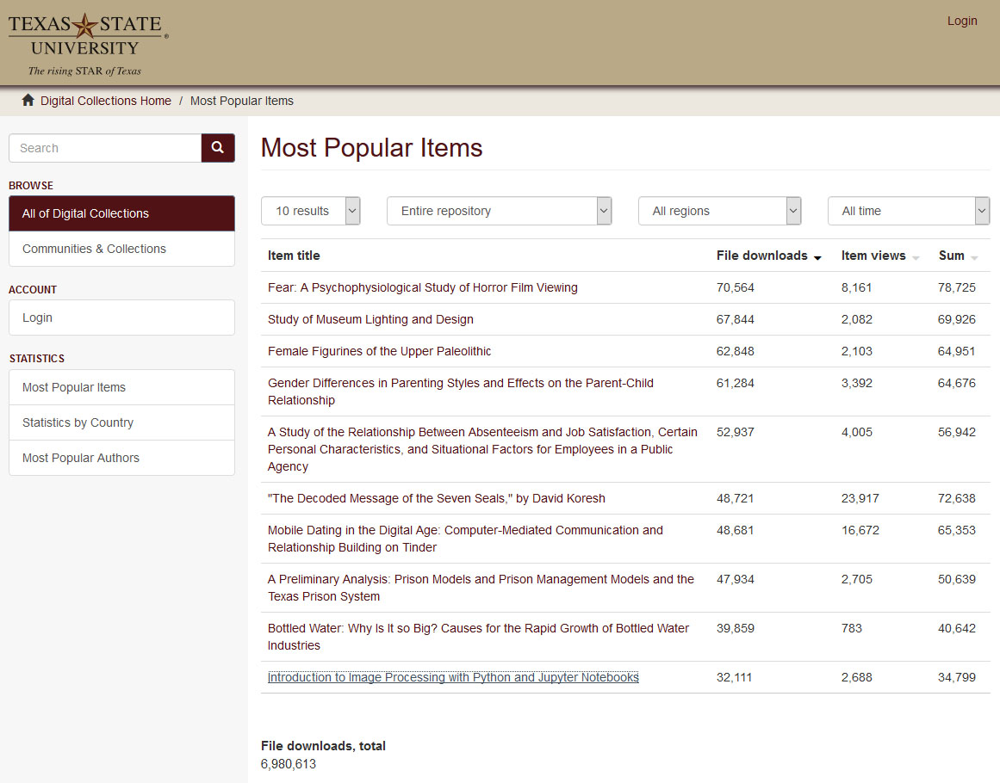 TEXAS STATE
UNIVERSITY
®
The rising STAR of Texas
Login
Digital Collections Home / Most Popular Items
Search
BROWSE
All of Digital Collections
Communities & Collections
ACCOUNT
Login
STATISTICS
Most Popular Items
Statistics by Country
Most Popular Authors
Most Popular Items
10 results Entire repository All regions All time
Item title File downloads Item views Sum
Fear: A Psychophysiological Study of Horror Film Viewing 70,564 8,161 78,725
Study of Museum Lighting and Design 67,844 2,082 69,926
Female Figurines of the Upper Paleolithic 62,848 2,103 64,951
Gender Differences in Parenting Styles and Effects on the Parent-Child 61,284 3,392 64,676
Relationship
A Study of the Relationship Between Absenteeism and Job Satisfaction, Certain 52,937 4,005 56,942
Personal Characteristics, and Situational Factors for Employees in a Public
Agency
"The Decoded Message of the Seven Seals," by David Koresh 48,721 23,917 72,638
Mobile Dating in the Digital Age: Computer-Mediated Communication and 48,681 16,672 65,353
Relationship Building on Tinder
A Preliminary Analysis: Prison Models and Prison Management Models and the 47,934 2,705 50,639
Texas Prison System
Bottled Water: Why Is It so Big? Causes for the Rapid Growth of Bottled Water 39,859 783 40,642
Industries
Introduction to Image Processing with Python and Jupyter Notebooks 32,111 2,688 34,799
File downloads, total
6,980,613